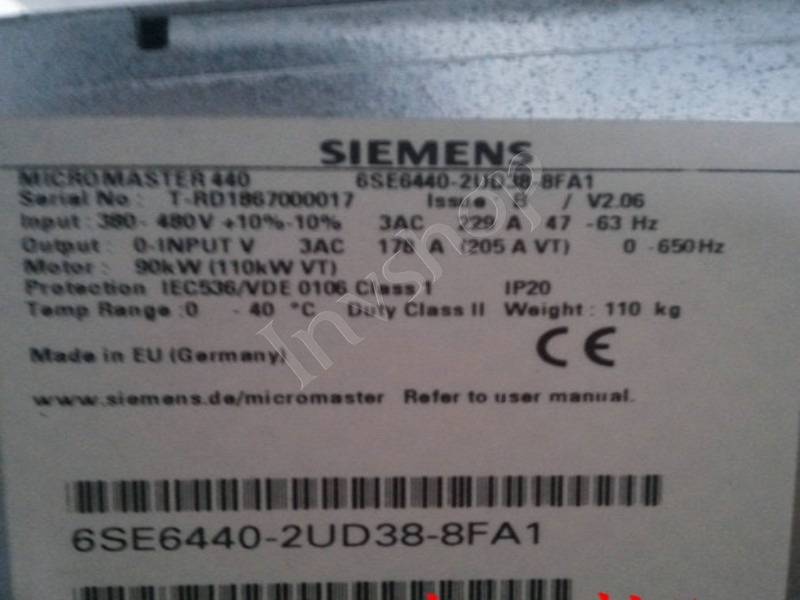 SIEMENS
MICROMASTER 440 6SE6440-2UD38-8FA1
Serial No : T-RD1867000017 Issue : B / V2.06
Input : 380 - 480V +10% -10% 3AC 229 A 47 - 63 Hz
Output : 0-INPUT V 3AC 178 A (205 A VT) 0 - 650Hz
Motor : 90kW (110kW VT)
Protection IEC536/VDE 0106 Class 1 IP20
Temp Range :0 - 40 °C Duty Class II Weight : 110 kg
Made in EU (Germany) CE
www.siemens.de/micromaster Refer to user manual.
6SE6440-2UD38-8FA1
Invshop